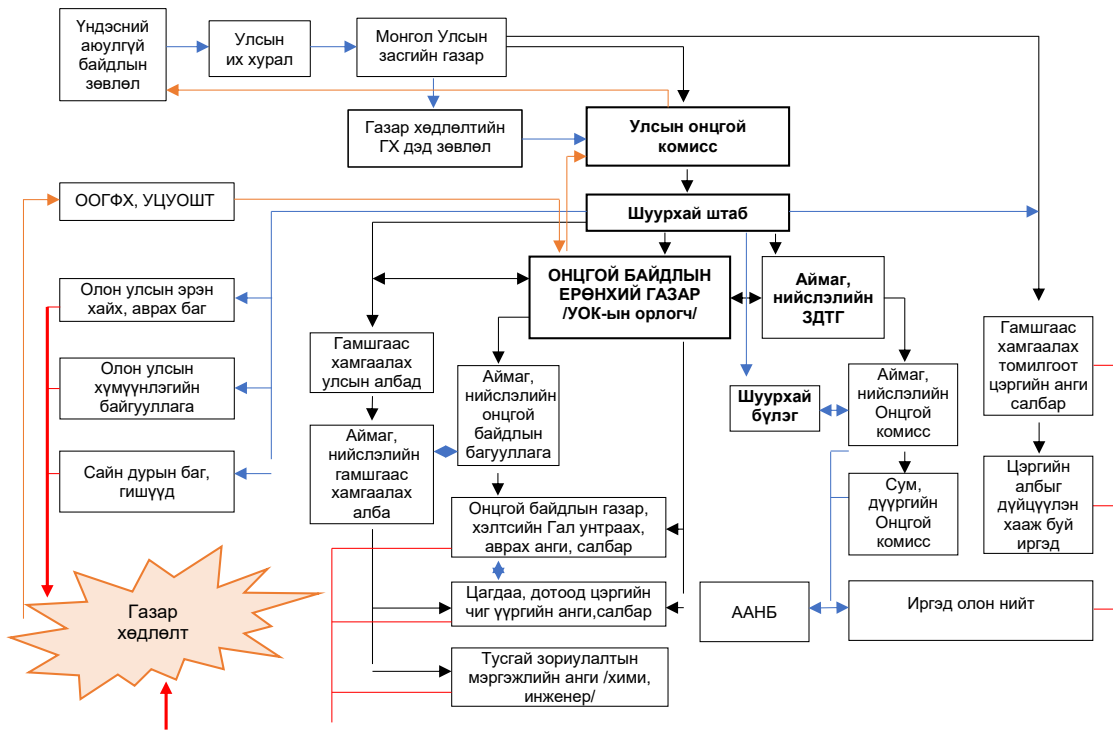 Үндэсний
аюулгүй
байдлын
зөвлөл
Улсын
их хурал
Монгол Улсын
засгийн газар
Газар хөдлөлтийн
ГХ дэд зөвлөл
Улсын онцгой
комисс
ООГФХ, УЦУОШТ
Шуурхай штаб
ОНЦГОЙ БАЙДЛЫН
ЕРӨНХИЙ ГАЗАР
/УОК-ын орлогч/
Аймаг,
нийслэлийн
ЗДТГ
Олон улсын эрэн
хайх, аврах баг
Гамшгаас
хамгаалах
улсын албад
Гамшгаас
хамгаалах
томилгоот
цэргийн анги
салбар
Олон улсын
хүмүүнлэгийн
байгууллага
Аймаг,
нийслэлийн
онцгой
байдлын
багууллага
Шуурхай
бүлэг
Аймаг,
нийслэлийн
Онцгой
комисс
Сайн дурын баг,
гишүүд
Аймаг,
нийслэлийн
гамшгаас
хамгаалах
алба
Цэргийн
албыг
дүйцүүлэн
хааж буй
иргэд
Сум,
дүүргийн
Онцгой
комисс
Онцгой байдлын газар,
хэлтсийн Гал унтраах,
аврах анги, салбар
Цагдаа, дотоод цэргийн
чиг үүргийн анги,салбар
ААНБ
Иргэд олон нийт
Газар
хөдлөлт
Тусгай зориулалтын
мэргэжлийн анги /хими,
инженер/